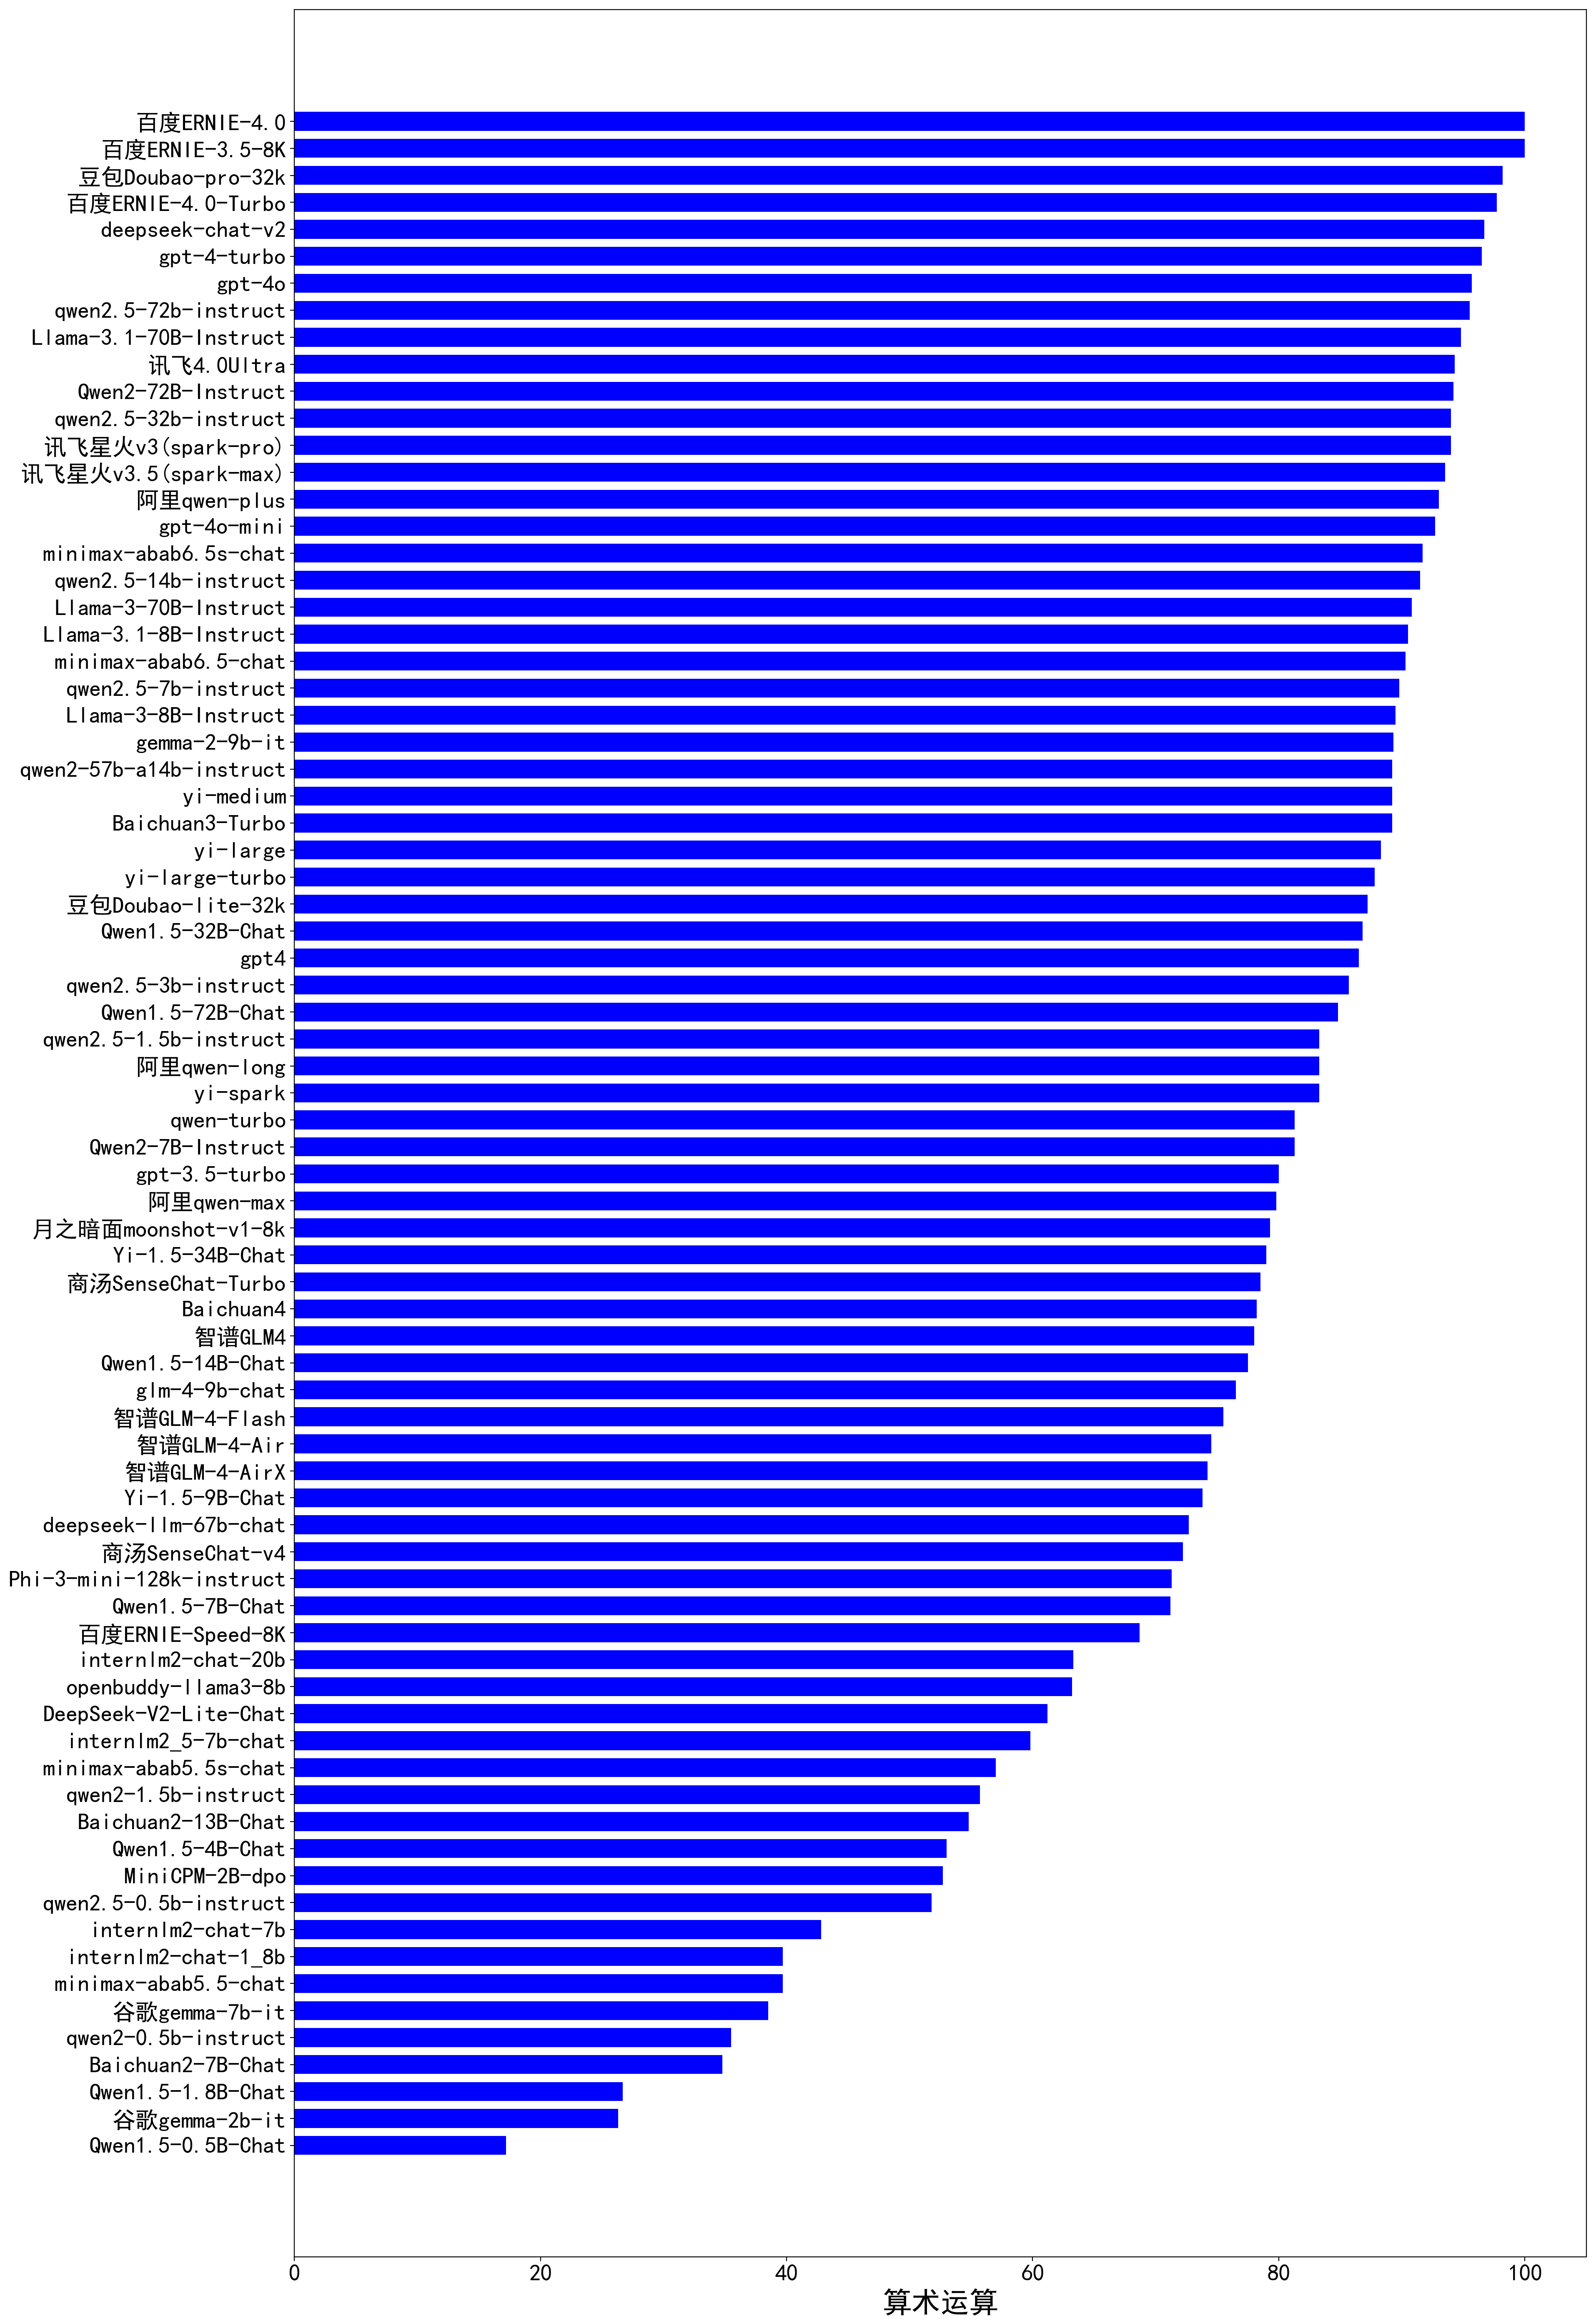 百度ERNIE-4.0
百度ERNIE-3.5-8K
豆包Doubao-pro-32k
百度ERNIE-4.0-Turbo
deepseek-chat-v2
gpt-4-turbo
gpt-4o
qwen2.5-72b-instruct
Llama-3.1-70B-Instruct
讯飞4.0Ultra
Qwen2-72B-Instruct
qwen2.5-32b-instruct
讯飞星火v3(spark-pro)
讯飞星火v3.5(spark-max)
阿里qwen-plus
gpt-4o-mini
minimax-abab6.5s-chat
qwen2.5-14b-instruct
Llama-3-70B-Instruct
Llama-3.1-8B-Instruct
minimax-abab6.5-chat
qwen2.5-7b-instruct
Llama-3-8B-Instruct
gemma-2-9b-it
qwen2-57b-a14b-instruct
yi-medium
Baichuan3-Turbo
yi-large
yi-large-turbo
豆包Doubao-lite-32k
Qwen1.5-32B-Chat
gpt4
qwen2.5-3b-instruct
Qwen1.5-72B-Chat
qwen2.5-1.5b-instruct
阿里qwen-long
yi-spark
qwen-turbo
Qwen2-7B-Instruct
gpt-3.5-turbo
阿里qwen-max
月之暗面moonshot-v1-8k
Yi-1.5-34B-Chat
商汤SenseChat-Turbo
Baichuan4
智谱GLM4
Qwen1.5-14B-Chat
glm-4-9b-chat
智谱GLM-4-Flash
智谱GLM-4-Air
智谱GLM-4-AirX
Yi-1.5-9B-Chat
deepseek-llm-67b-chat
商汤SenseChat-v4
Phi-3-mini-128k-instruct
Qwen1.5-7B-Chat
百度ERNIE-Speed-8K
internlm2-chat-20b
openbuddy-llama3-8b
DeepSeek-V2-Lite-Chat
internlm2_5-7b-chat
minimax-abab5.5s-chat
qwen2-1.5b-instruct
Baichuan2-13B-Chat
Qwen1.5-4B-Chat
MiniCPM-2B-dpo
qwen2.5-0.5b-instruct
internlm2-chat-7b
internlm2-chat-1_8b
minimax-abab5.5-chat
谷歌gemma-7b-it
qwen2-0.5b-instruct
Baichuan2-7B-Chat
Qwen1.5-1.8B-Chat
谷歌gemma-2b-it
Qwen1.5-0.5B-Chat
0 20 40 60 80 100
算术运算